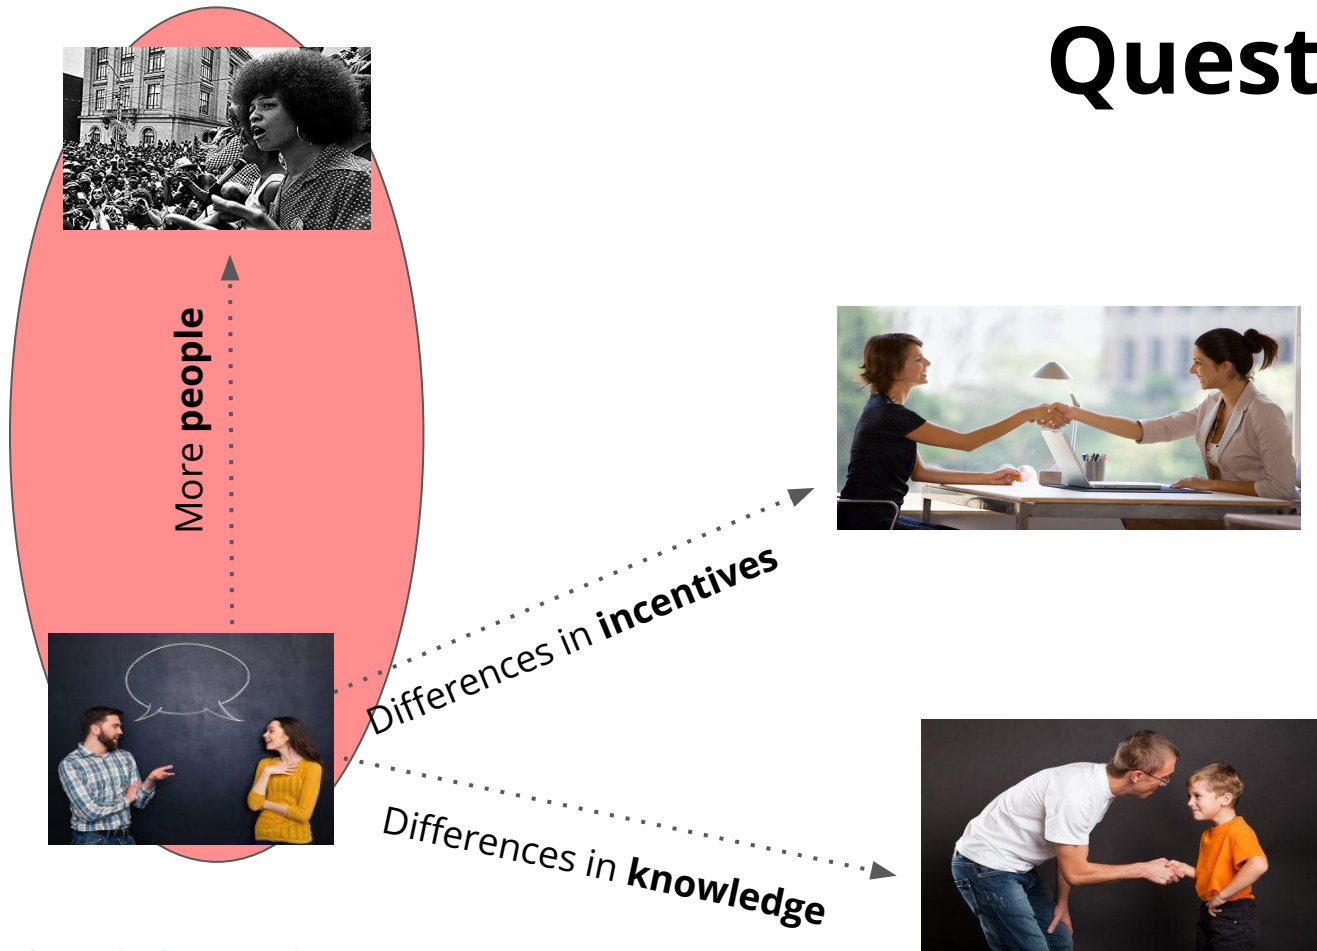 Quest
More people
Differences in incentives
Differences in knowledge